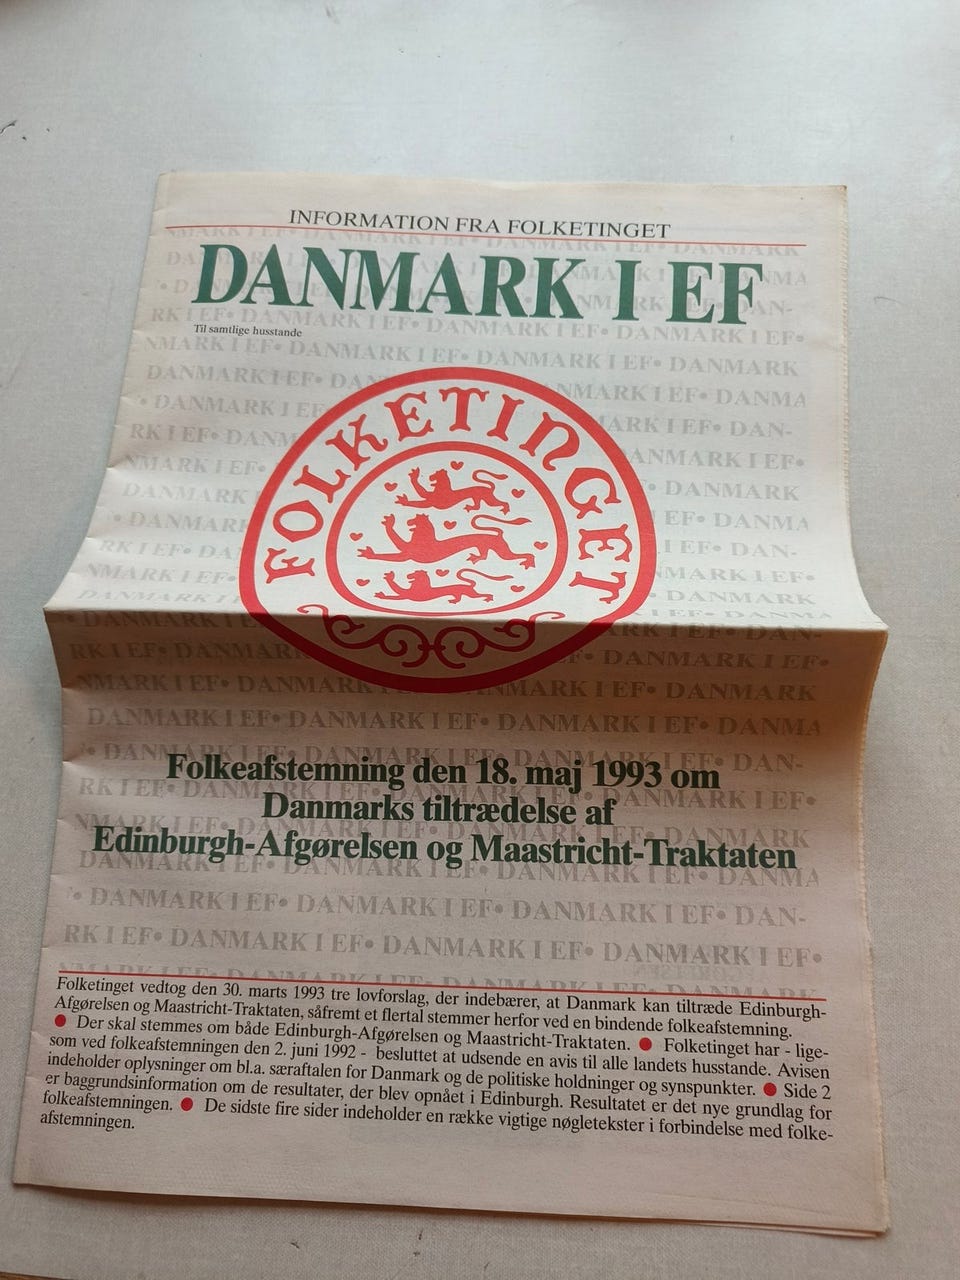 INFORMATION FRA FOLKETINGET
DANMARK I EF
Til samtlige husstande
FOLKETINGET
Folkeafstemning den 18. maj 1993 om
Danmarks tiltrædelse af
Edinburgh-Afgørelsen og Maastricht-Traktaten
Folketinget vedtog den 30. marts 1993 tre lovforslag, der indebærer, at Danmark kan tiltræde Edinburgh-
Afgørelsen og Maastricht-Traktaten, såfremt et flertal stemmer herfor ved en bindende folkeafstemning.
● Der skal stemmes om både Edinburgh-Afgørelsen og Maastricht-Traktaten. ● Folketinget har - lige-
som ved folkeafstemningen den 2. juni 1992 - besluttet at udsende en avis til alle landets husstande. Avisen
indeholder oplysninger om bl.a. særaftalen for Danmark og de politiske holdninger og synspunkter. ● Side 2
er baggrundsinformation om de resultater, der blev opnået i Edinburgh. Resultatet er det nye grundlag for
folkeafstemningen. ● De sidste fire sider indeholder en række vigtige nøgletekster i forbindelse med folke-
afstemningen.